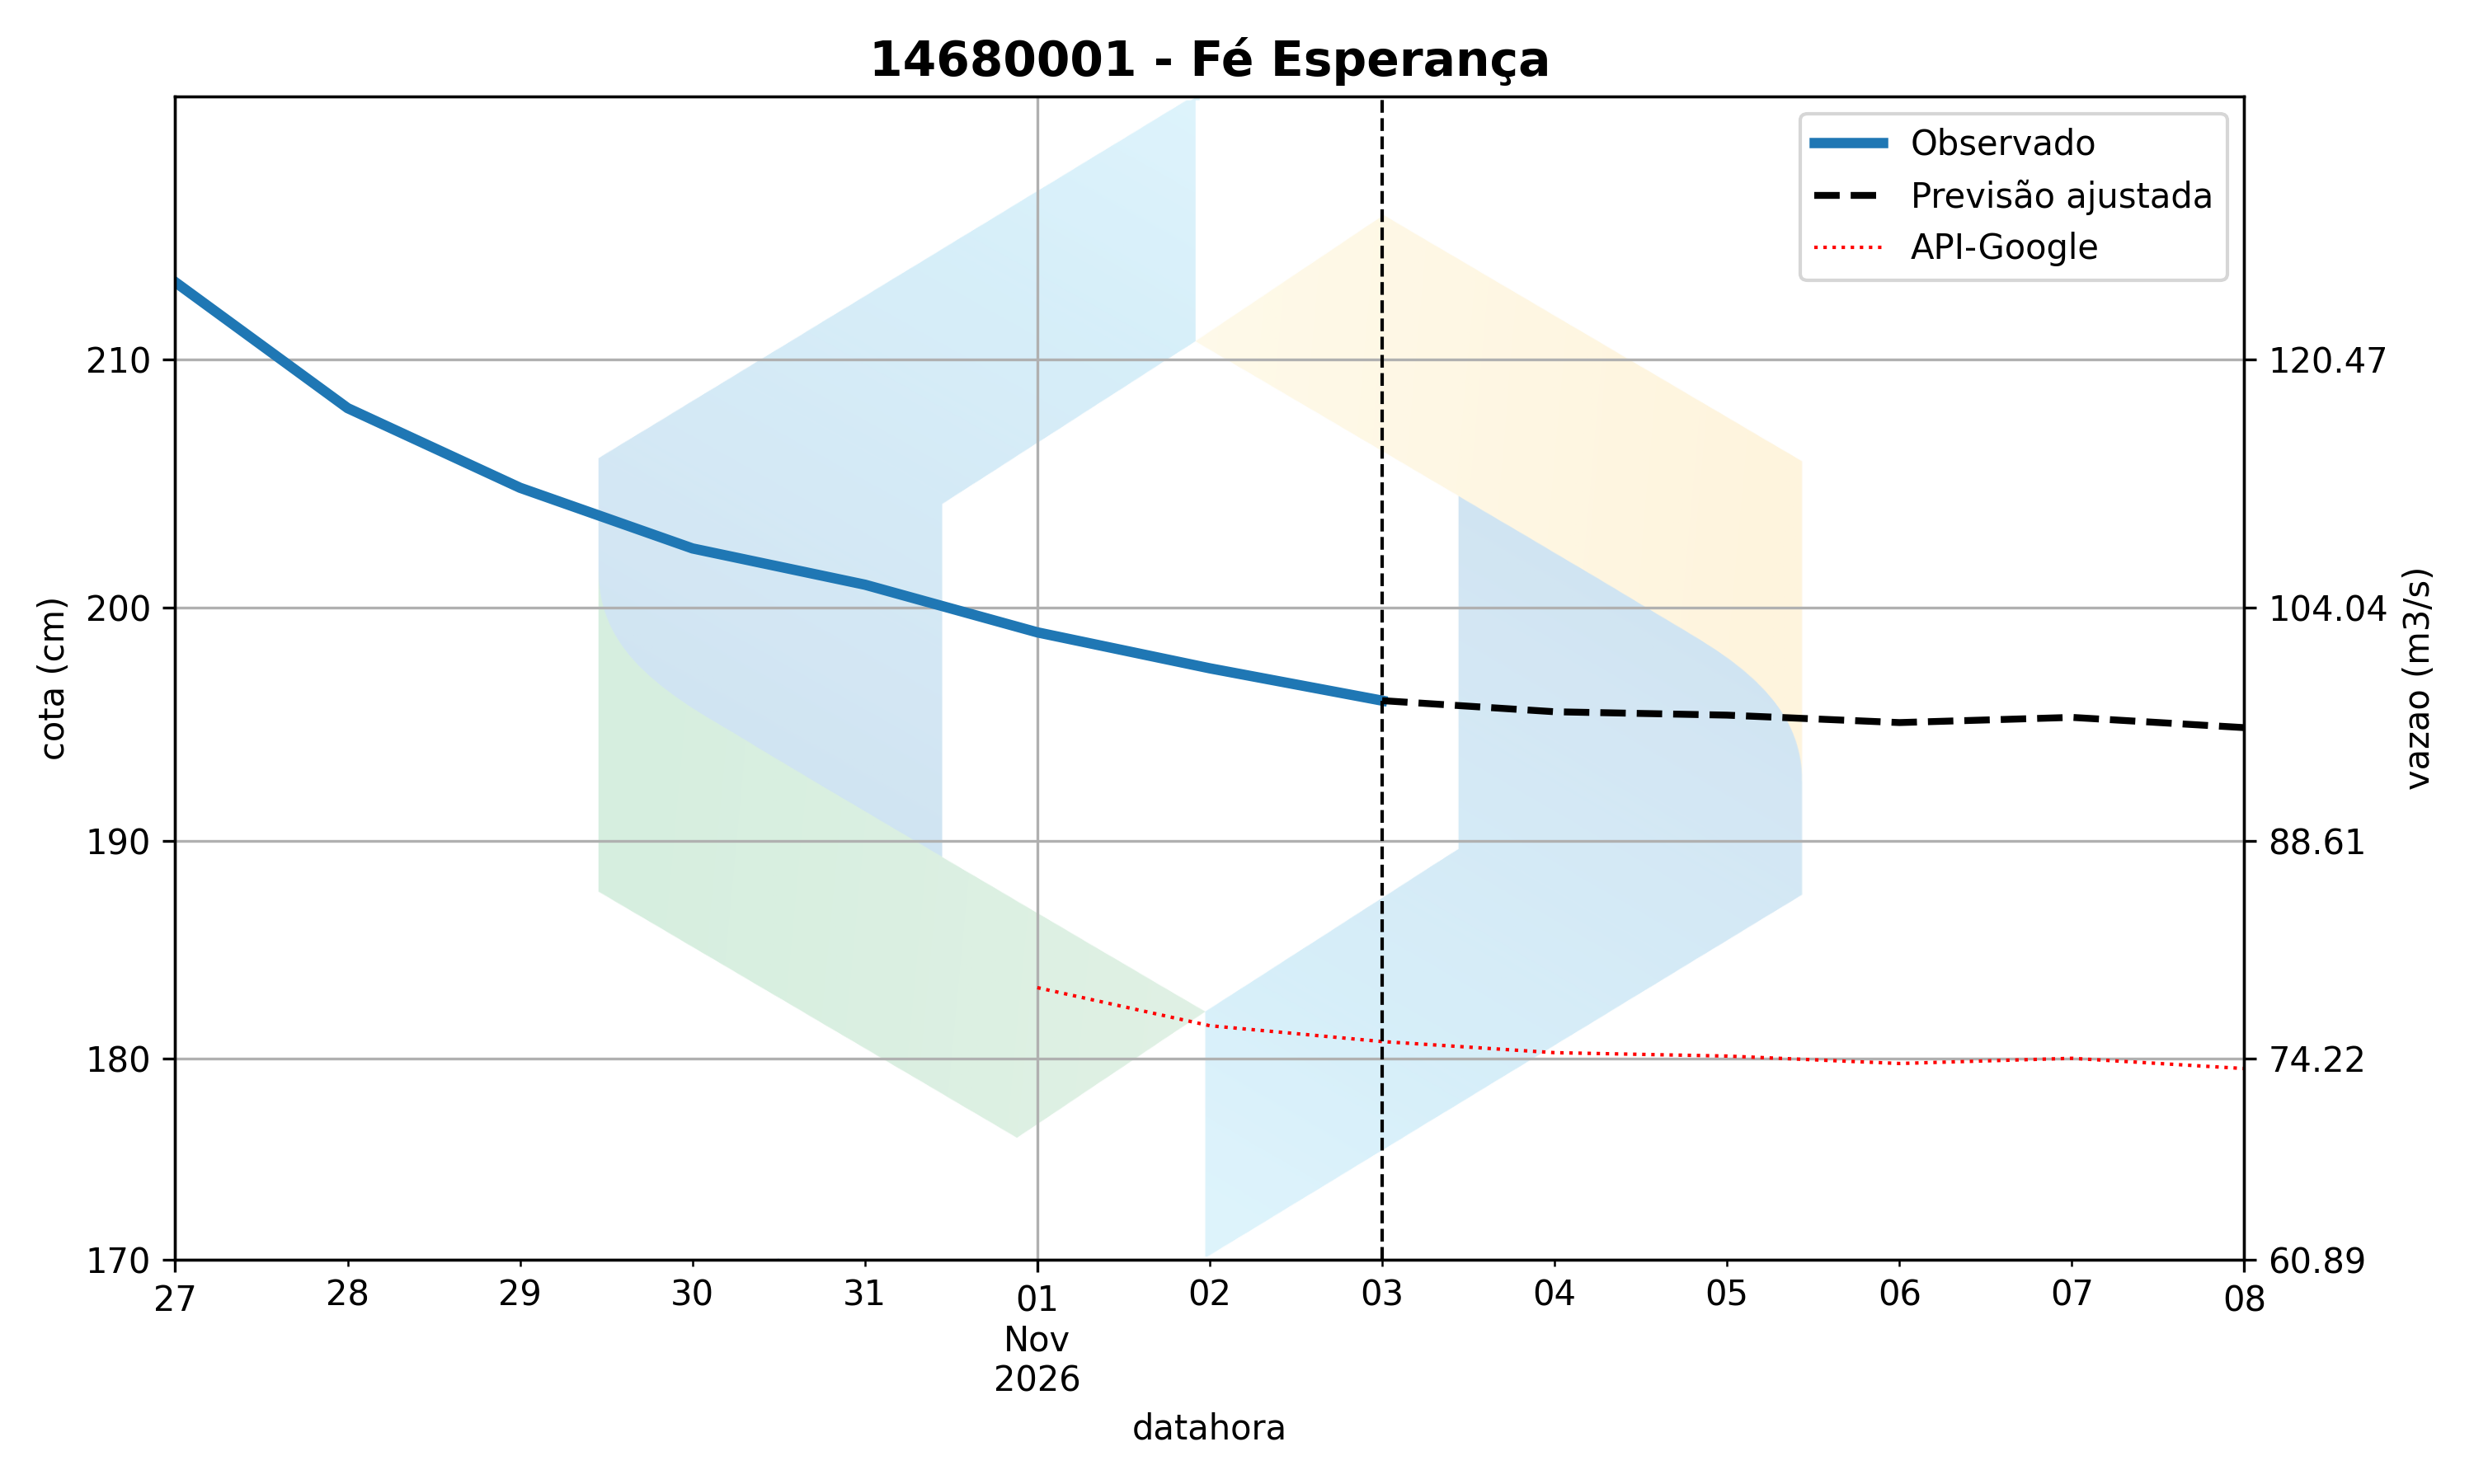 14680001 - Fé Esperança
Observado
Previsão ajustada
API-Google
210
200
190
180
170
cota (cm)
120.47
104.04
88.61
74.22
60.89
vazao (m3/s)
27 28 29 30 31 01 02 03 04 05 06 07 08
Nov
2026
datahora